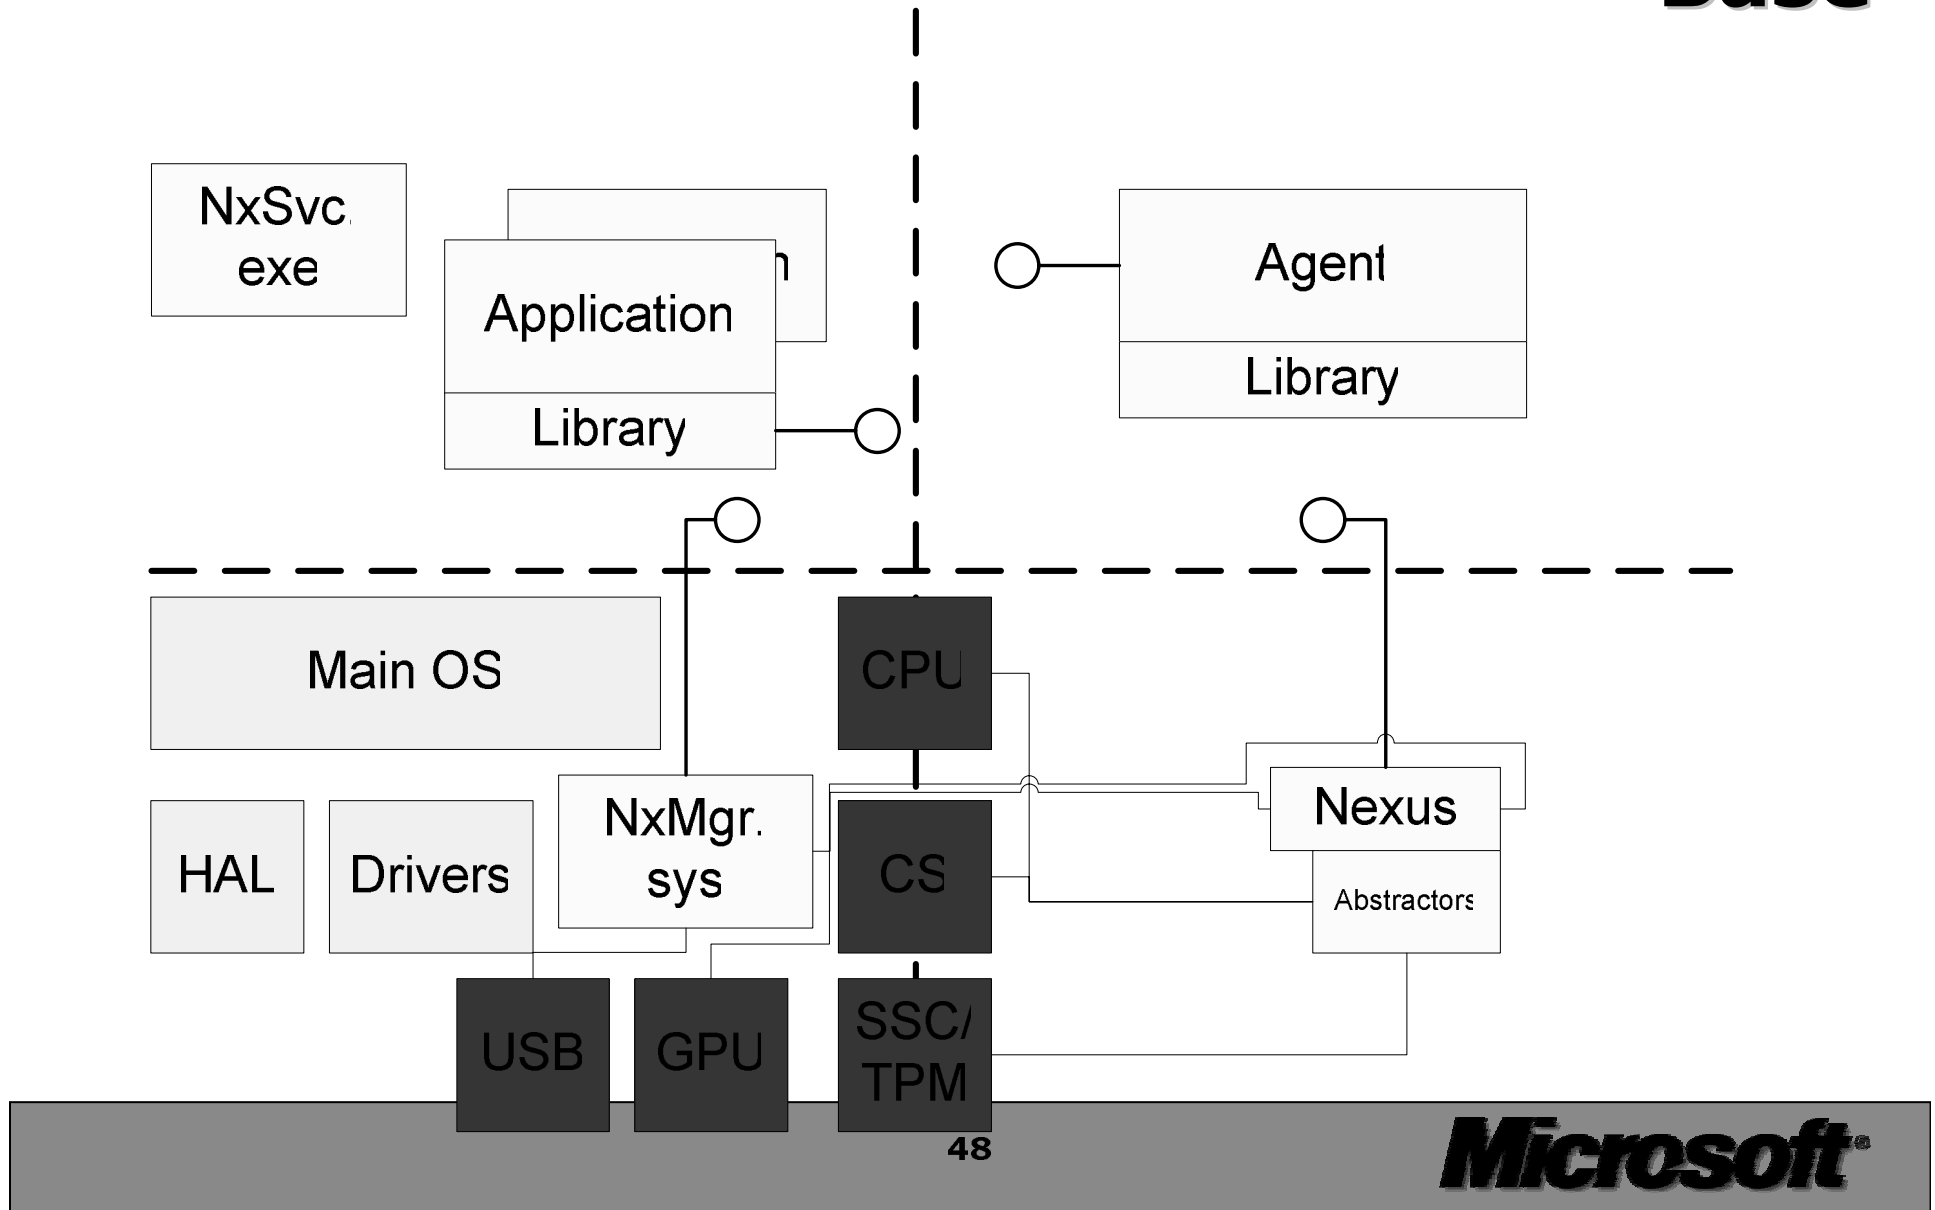 NxSvc.
exe
Application
Library
Agent
Library
Main OS
CPU
NxMgr.
sys
Nexus
HAL
Drivers
CS
Abstractors
USB
GPU
SSC/
TPM
48
Microsoft®